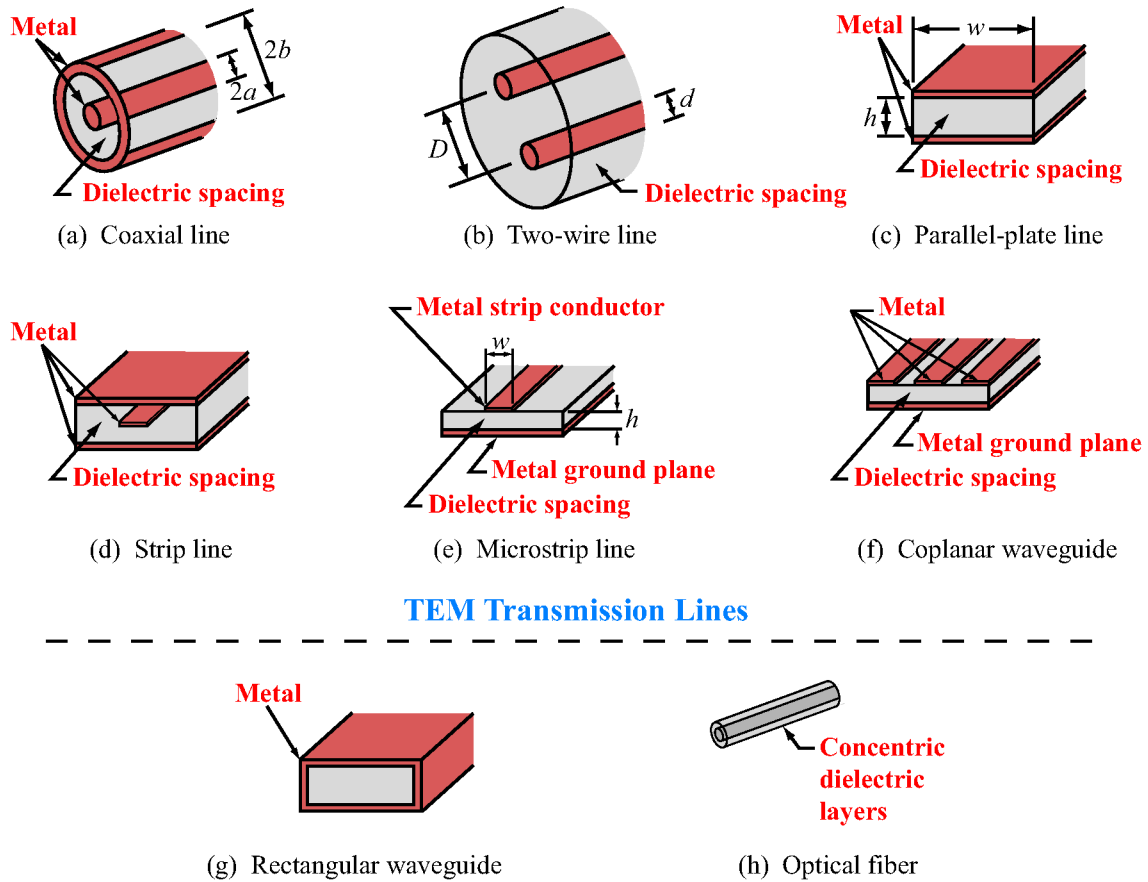 Metal
2b
2a
Dielectric spacing
(a) Coaxial line
D
d
Dielectric spacing
(b) Two-wire line
Metal
w
h
Dielectric spacing
(c) Parallel-plate line
Metal
Dielectric spacing
(d) Strip line
Metal strip conductor
w
h
Metal ground plane
Dielectric spacing
(e) Microstrip line
Metal
Metal ground plane
Dielectric spacing
(f) Coplanar waveguide
TEM Transmission Lines
Metal
(g) Rectangular waveguide
Concentric
dielectric
layers
(h) Optical fiber